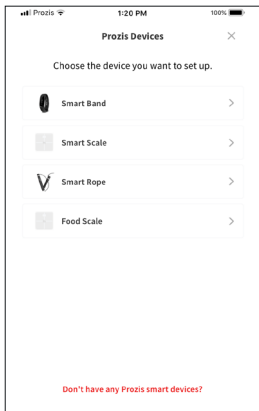 Prozis 1:20 PM 100%
Prozis Devices
Choose the device you want to set up.
Smart Band
Smart Scale
Smart Rope
Food Scale
Don't have any Prozis smart devices?